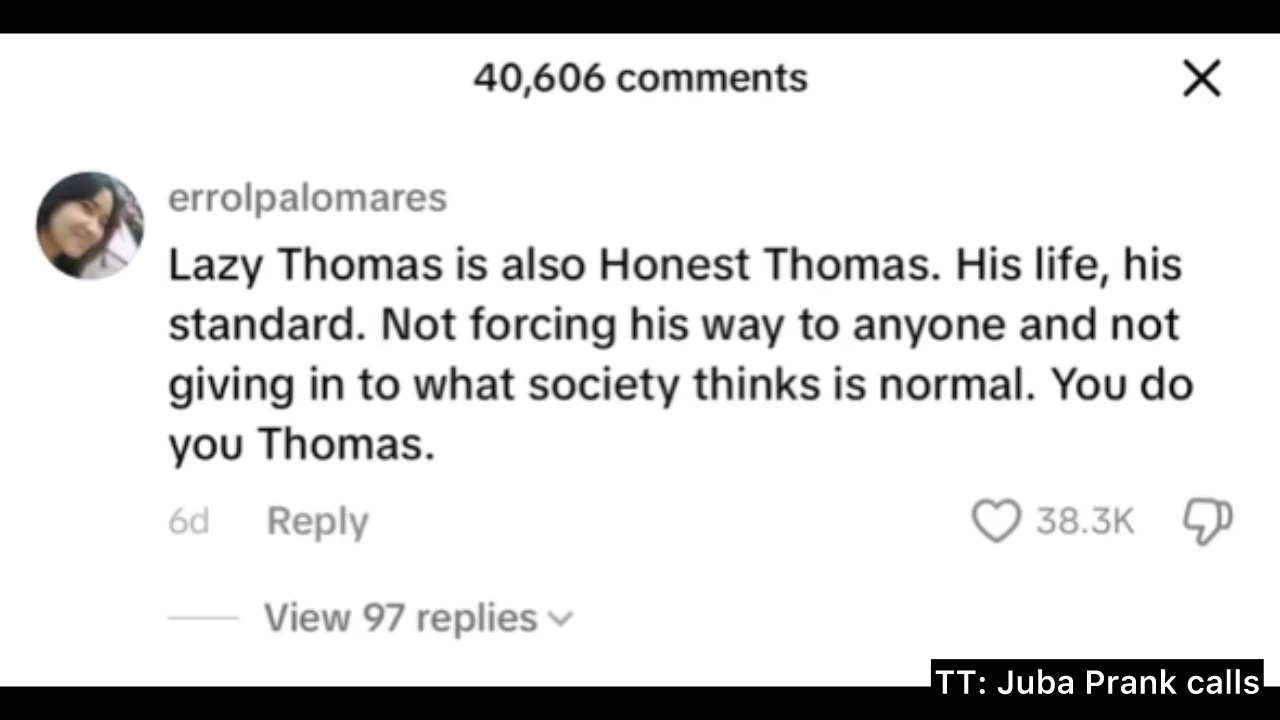 40,606 comments
errolpalomares
Lazy Thomas is also Honest Thomas. His life, his
standard. Not forcing his way to anyone and not
giving in to what society thinks is normal. You do
you Thomas.
6d Reply 38.3K
View 97 replies
TT: Juba Prank calls